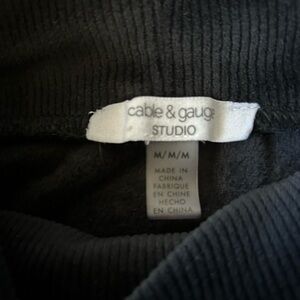 cable & gauge
STUDIO
M/M/M
MADE IN
CHINA
FABRIQUE
EN CHINE
HECHO
EN CHINA